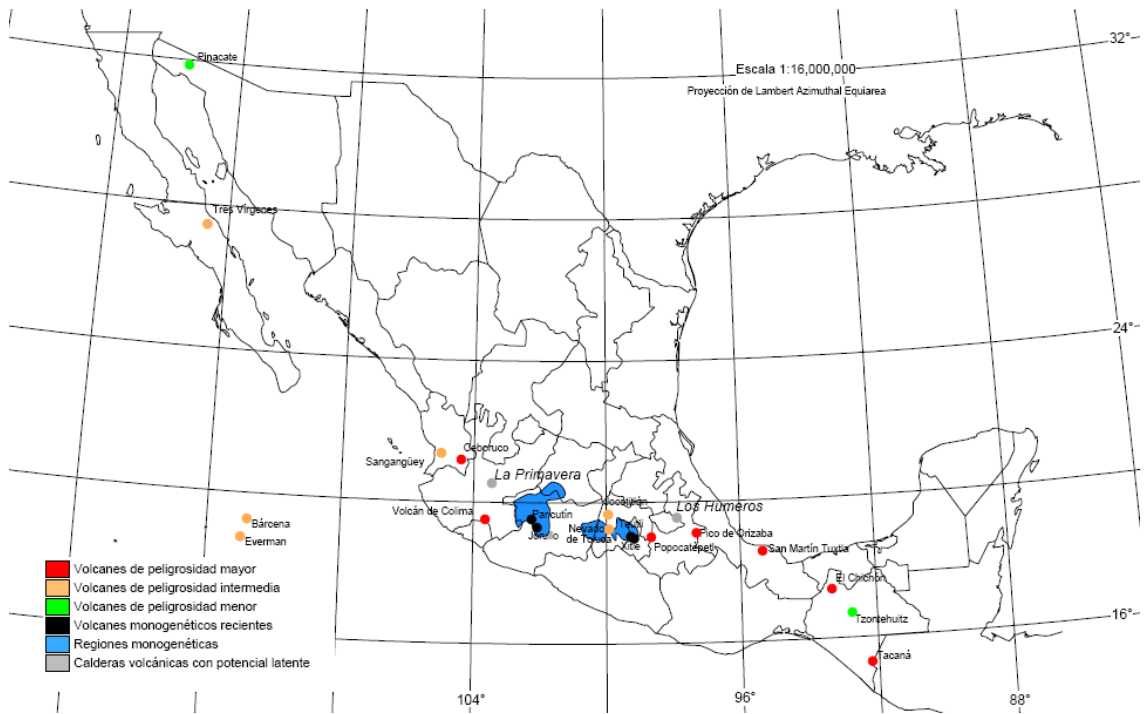 32°
Pinacate
Escala 1:16,000,000
Proyección de Lambert Azimuthal Equiarea
Tres Vírgenes
24°
Ceboruco
Sangangüey
La Primavera
Jocotitlán
Los Humeros
Volcán de Colima
Paricutín
Bárcena
Nevado
de Toluca
Pico de Orizaba
Jorullo
Everman
Xitle
Popocatépetl
San Martín Tuxtla
El Chichón
Volcanes de peligrosidad mayor
Volcanes de peligrosidad intermedia
Volcanes de peligrosidad menor
Volcanes monogenéticos recientes
Regiones monogenéticas
Calderas volcánicas con potencial latente
16°
Tzontehuitz
Tacaná
104°
96°
88°